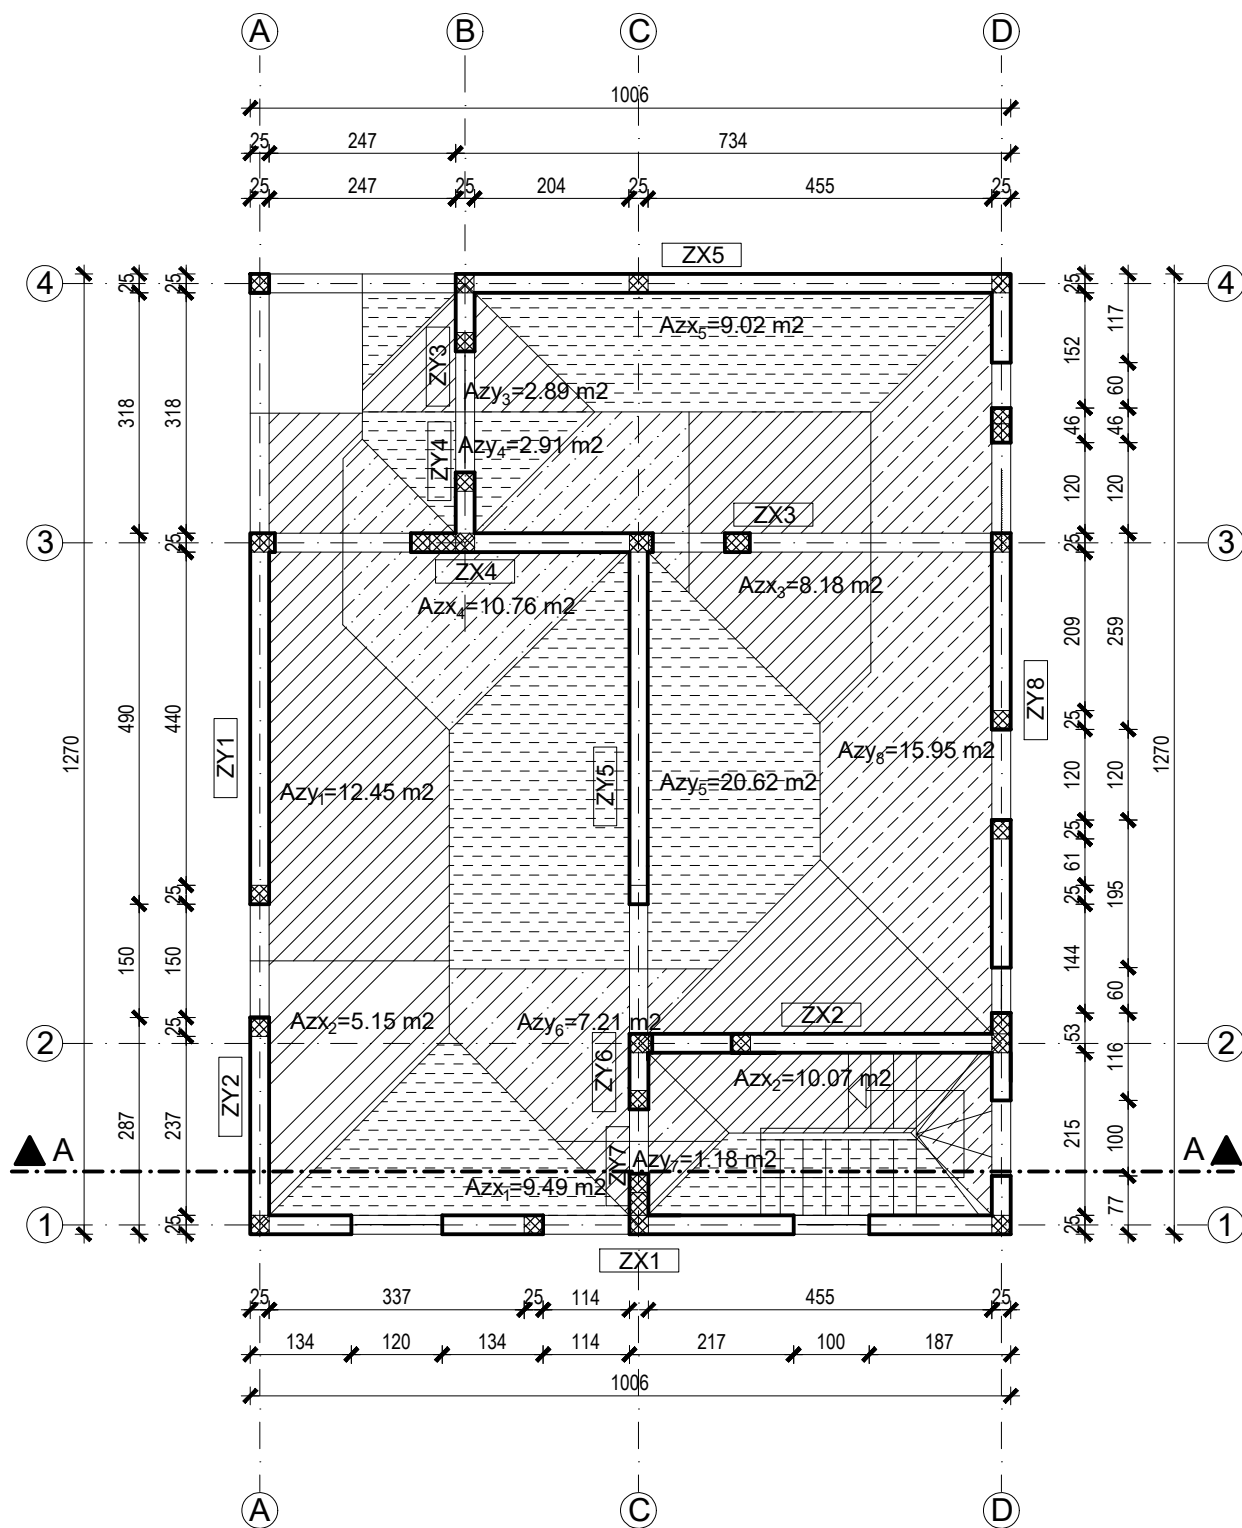 A B C D
1006
25 247 734
25 247 25 204 25 455 25
ZX5
4 4
25 25 25
Azx5=9.02 m2
117
152
ZY3
Azy3=2.89 m2
60
318 318
ZY4
Azy4=2.91 m2
46 46
120 120
ZX3
3 3
25 25
ZX4
Azx3=8.18 m2
Azx4=10.76 m2
209 259
490 440
ZY8
25
1270 1270
ZY1
ZY5
Azy8=15.95 m2
Azy1=12.45 m2
Azy5=20.62 m2
120 120
25
61
25 25
195
150 150
144
60
ZX2
Azx2=5.15 m2
Azy6=7.21 m2
25
53
2 2
116
ZY2
ZY6
Azx2=10.07 m2
287 237
215
100
A A
ZY7
Azy7=1.18 m2
Azx1=9.49 m2
77
25 25
1 1
ZX1
25 337 25 114 455 25
134 120 134 114 217 100 187
1006
A C D